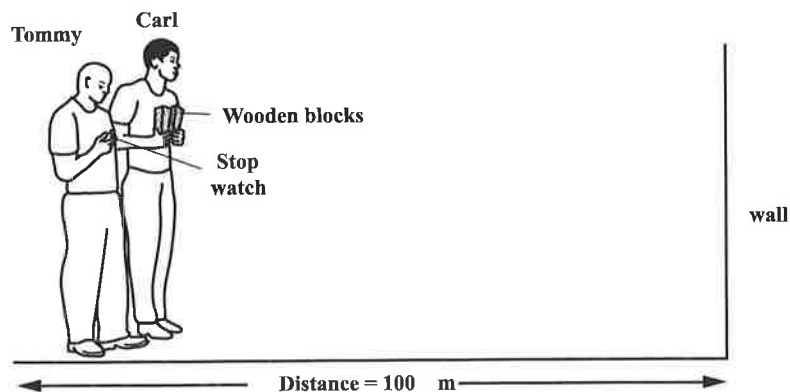 Carl
Tommy
Wooden blocks
Stop
watch
wall
Distance = 100 m